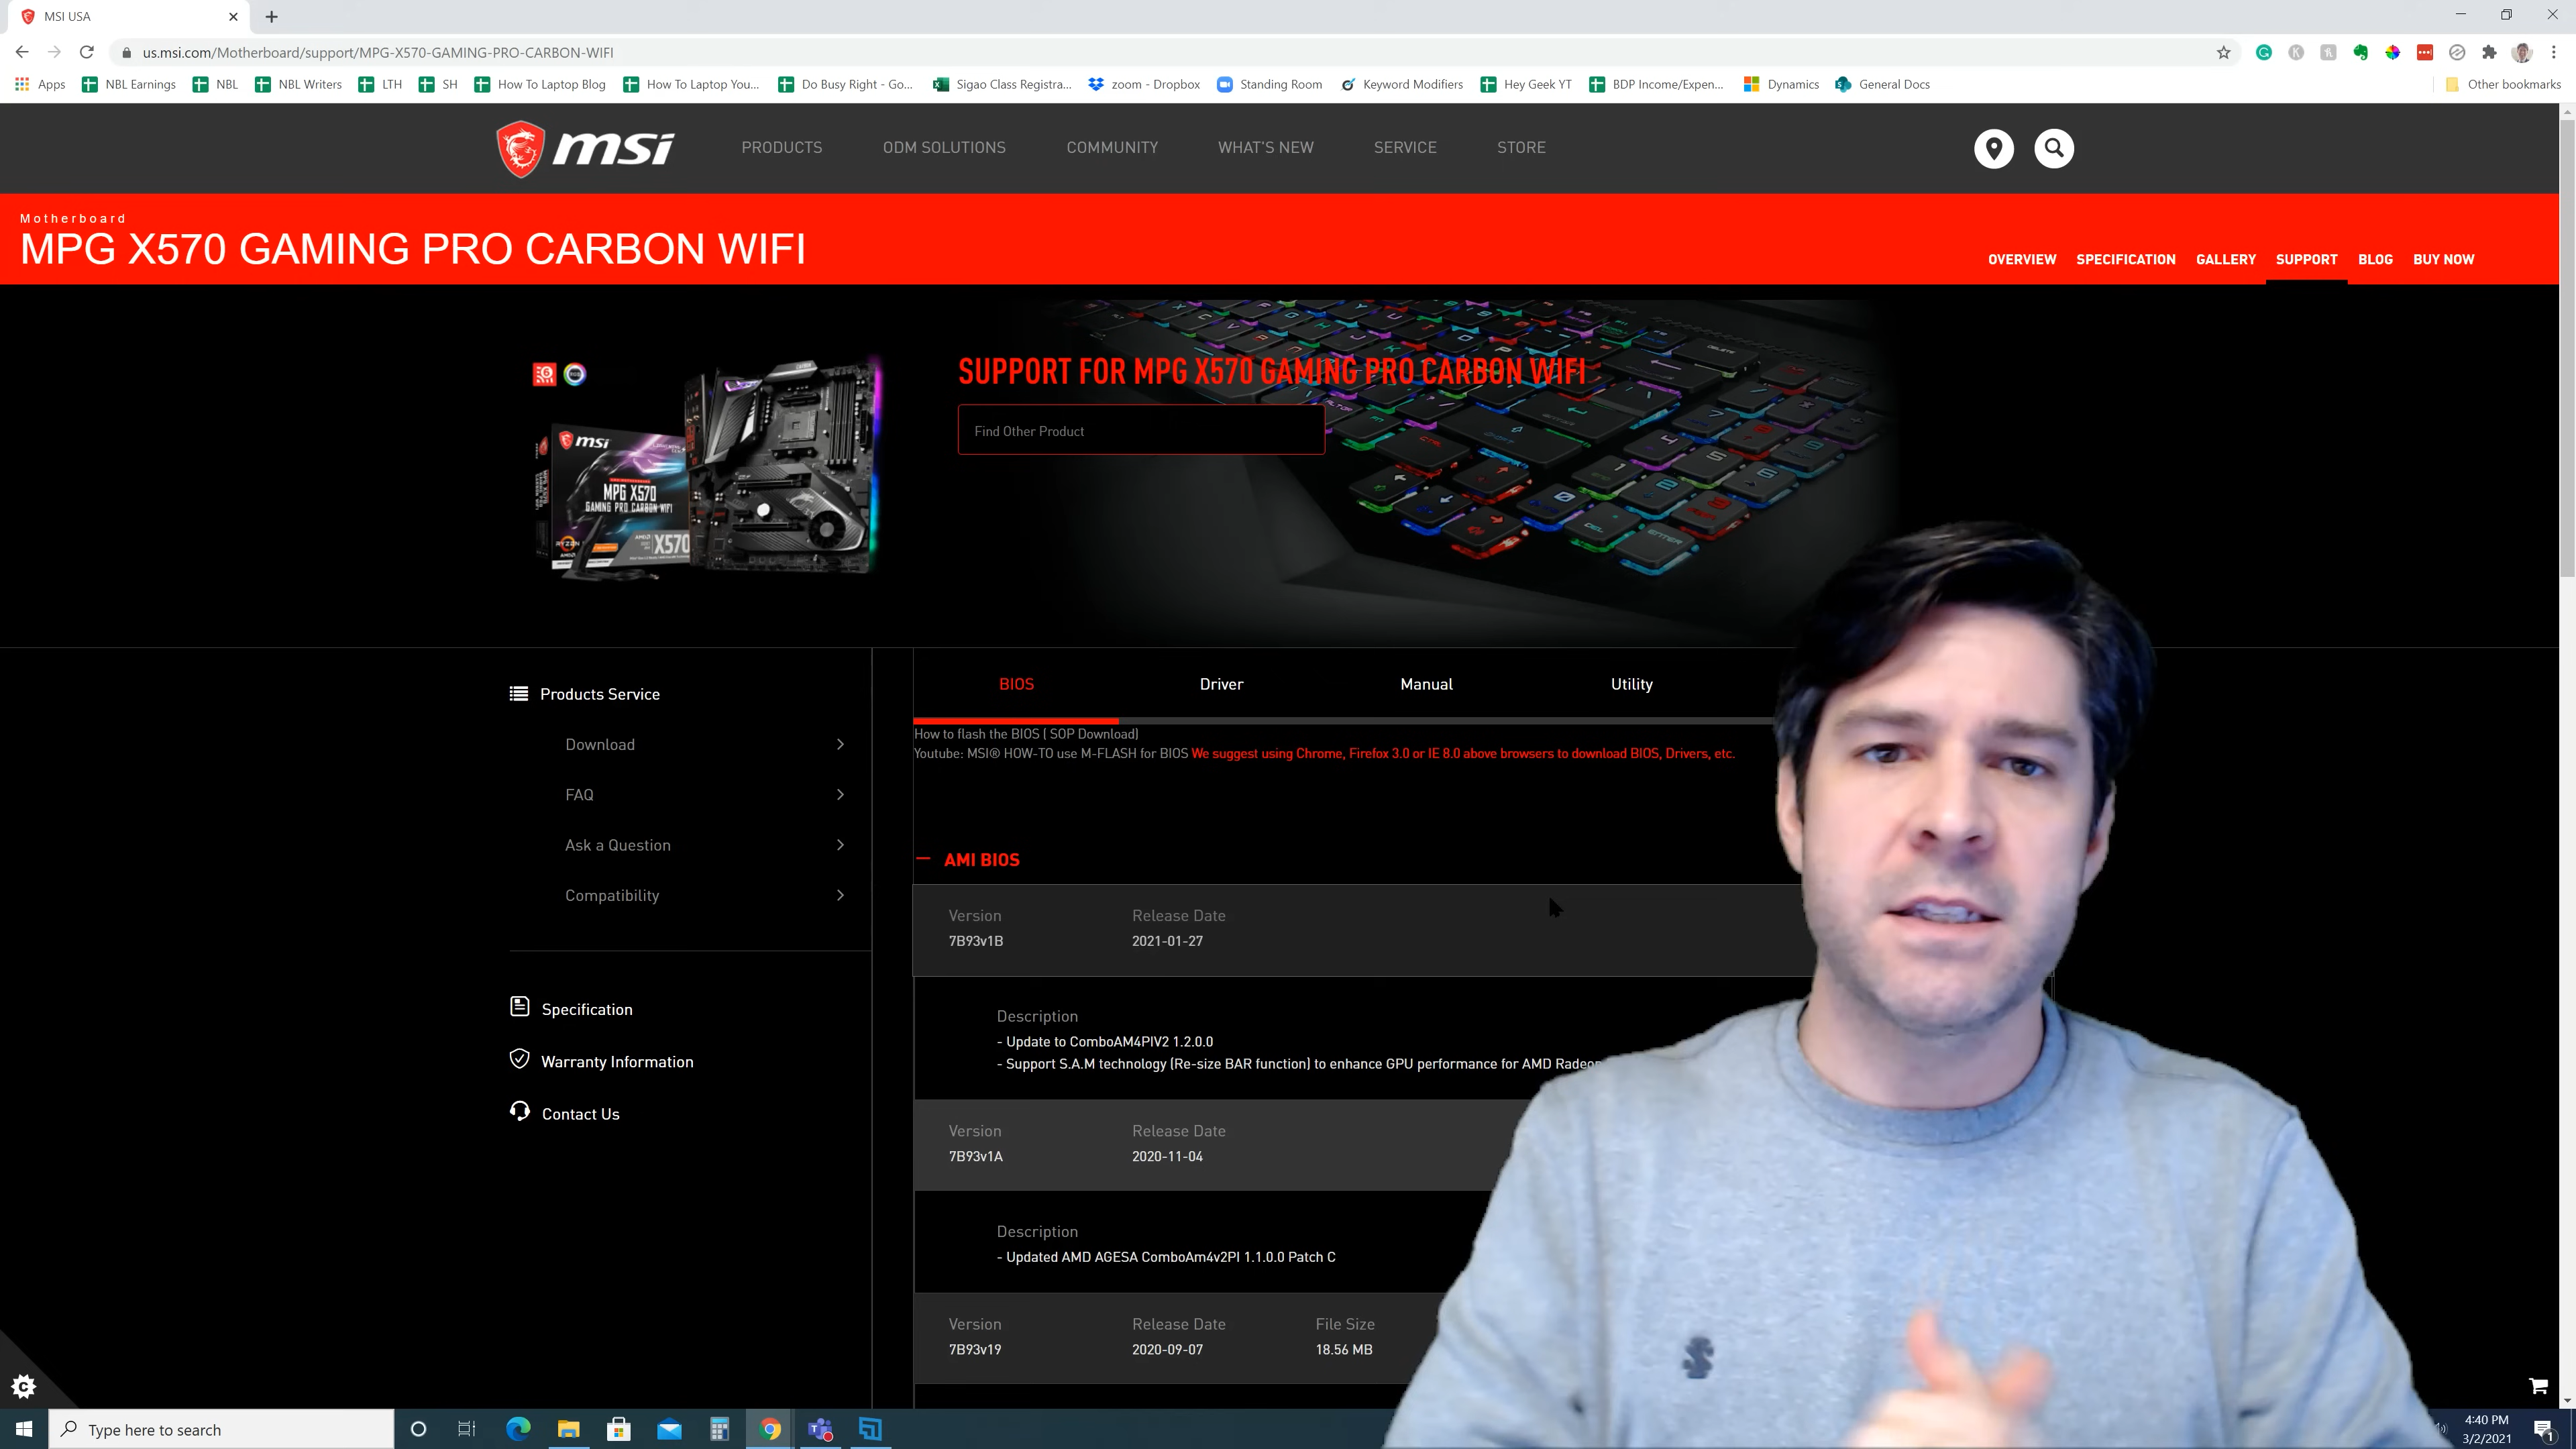 MSI USA
us.msi.com/Motherboard/support/MPG-X570-GAMING-PRO-CARBON-WIFI
Apps NBL Earnings NBL NBL Writers LTH SH How To Laptop Blog How To Laptop You... Do Busy Right - Go... Sigao Class Registra... zoom - Dropbox Standing Room Keyword Modifiers Hey Geek YT BDP Income/Expen... Dynamics General Docs Other bookmarks
msi PRODUCTS ODM SOLUTIONS COMMUNITY WHAT'S NEW SERVICE STORE
Motherboard
MPG X570 GAMING PRO CARBON WIFI
OVERVIEW SPECIFICATION GALLERY SUPPORT BLOG BUY NOW
SUPPORT FOR MPG X570 GAMING PRO CARBON WIFI
Find Other Product
msi
MPG X570
GAMING PRO CARBON WIFI
RYZEN
X570
Products Service
Download
FAQ
Ask a Question
Compatibility
Specification
Warranty Information
Contact Us
BIOS Driver Manual Utility
How to flash the BIOS ( SOP Download)
Youtube: MSI® HOW-TO use M-FLASH for BIOS We suggest using Chrome, Firefox 3.0 or IE 8.0 above browsers to download BIOS, Drivers, etc.
AMI BIOS
Version Release Date
7B93v1B 2021-01-27
Description
- Update to ComboAM4PIV2 1.2.0.0
- Support S.A.M technology (Re-size BAR function) to enhance GPU performance for AMD Radeon
Version Release Date
7B93v1A 2020-11-04
Description
- Updated AMD AGESA ComboAm4v2PI 1.1.0.0 Patch C
Version Release Date File Size
7B93v19 2020-09-07 18.56 MB
Type here to search
4:40 PM
3/2/2021
1